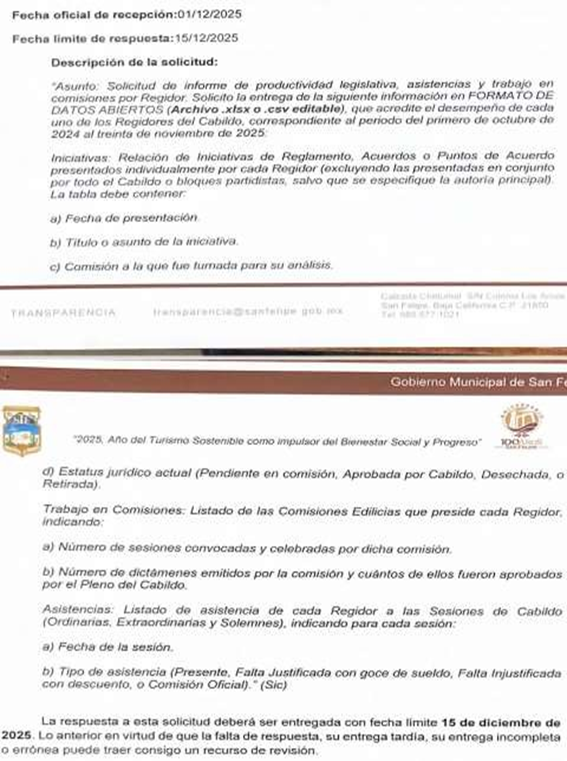 Fecha oficial de recepción:01/12/2025
Fecha límite de respuesta:15/12/2025
Descripción de la solicitud:
"Asunto: Solicitud de informe de productividad legislativa, asistencias y trabajo en
comisiones por Regidor. Solicito la entrega de la siguiente información en FORMATO DE
DATOS ABIERTOS (Archivo .xlsx o .csv editable), que acredite el desempeño de cada
uno de los Regidores del Cabildo, correspondiente al periodo del primero de octubre de
2024 al treinta de noviembre de 2025:
Iniciativas: Relación de Iniciativas de Reglamento, Acuerdos o Puntos de Acuerdo
presentados individualmente por cada Regidor (excluyendo las presentadas en conjunto
por todo el Cabildo o bloques partidistas, salvo que se especifique la autoría principal).
La tabla debe contener:
a) Fecha de presentación.
b) Título o asunto de la iniciativa.
c) Comisión a la que fue turnada para su análisis.
TRANSPARENCIA transparencia@sanfelipe.gob.mx
Calzada Chetumal S/N Colonia Los Arcos
San Felipe, Baja California C.P. 21850
Tel. 686 577 1021
Gobierno Municipal de San Fe
"2025, Año del Turismo Sostenible como impulsor del Bienestar Social y Progreso"
d) Estatus jurídico actual (Pendiente en comisión, Aprobada por Cabildo, Desechada, o
Retirada).
Trabajo en Comisiones: Listado de las Comisiones Edilicias que preside cada Regidor,
indicando:
a) Número de sesiones convocadas y celebradas por dicha comisión.
b) Número de dictámenes emitidos por la comisión y cuántos de ellos fueron aprobados
por el Pleno del Cabildo.
Asistencias: Listado de asistencia de cada Regidor a las Sesiones de Cabildo
(Ordinarias, Extraordinarias y Solemnes), indicando para cada sesión:
a) Fecha de la sesión.
b) Tipo de asistencia (Presente, Falta Justificada con goce de sueldo, Falta Injustificada
con descuento, o Comisión Oficial)." (Sic)
La respuesta a esta solicitud deberá ser entregada con fecha límite 15 de diciembre de
2025. Lo anterior en virtud de que la falta de respuesta, su entrega tardía, su entrega incompleta
o errónea puede traer consigo un recurso de revisión.